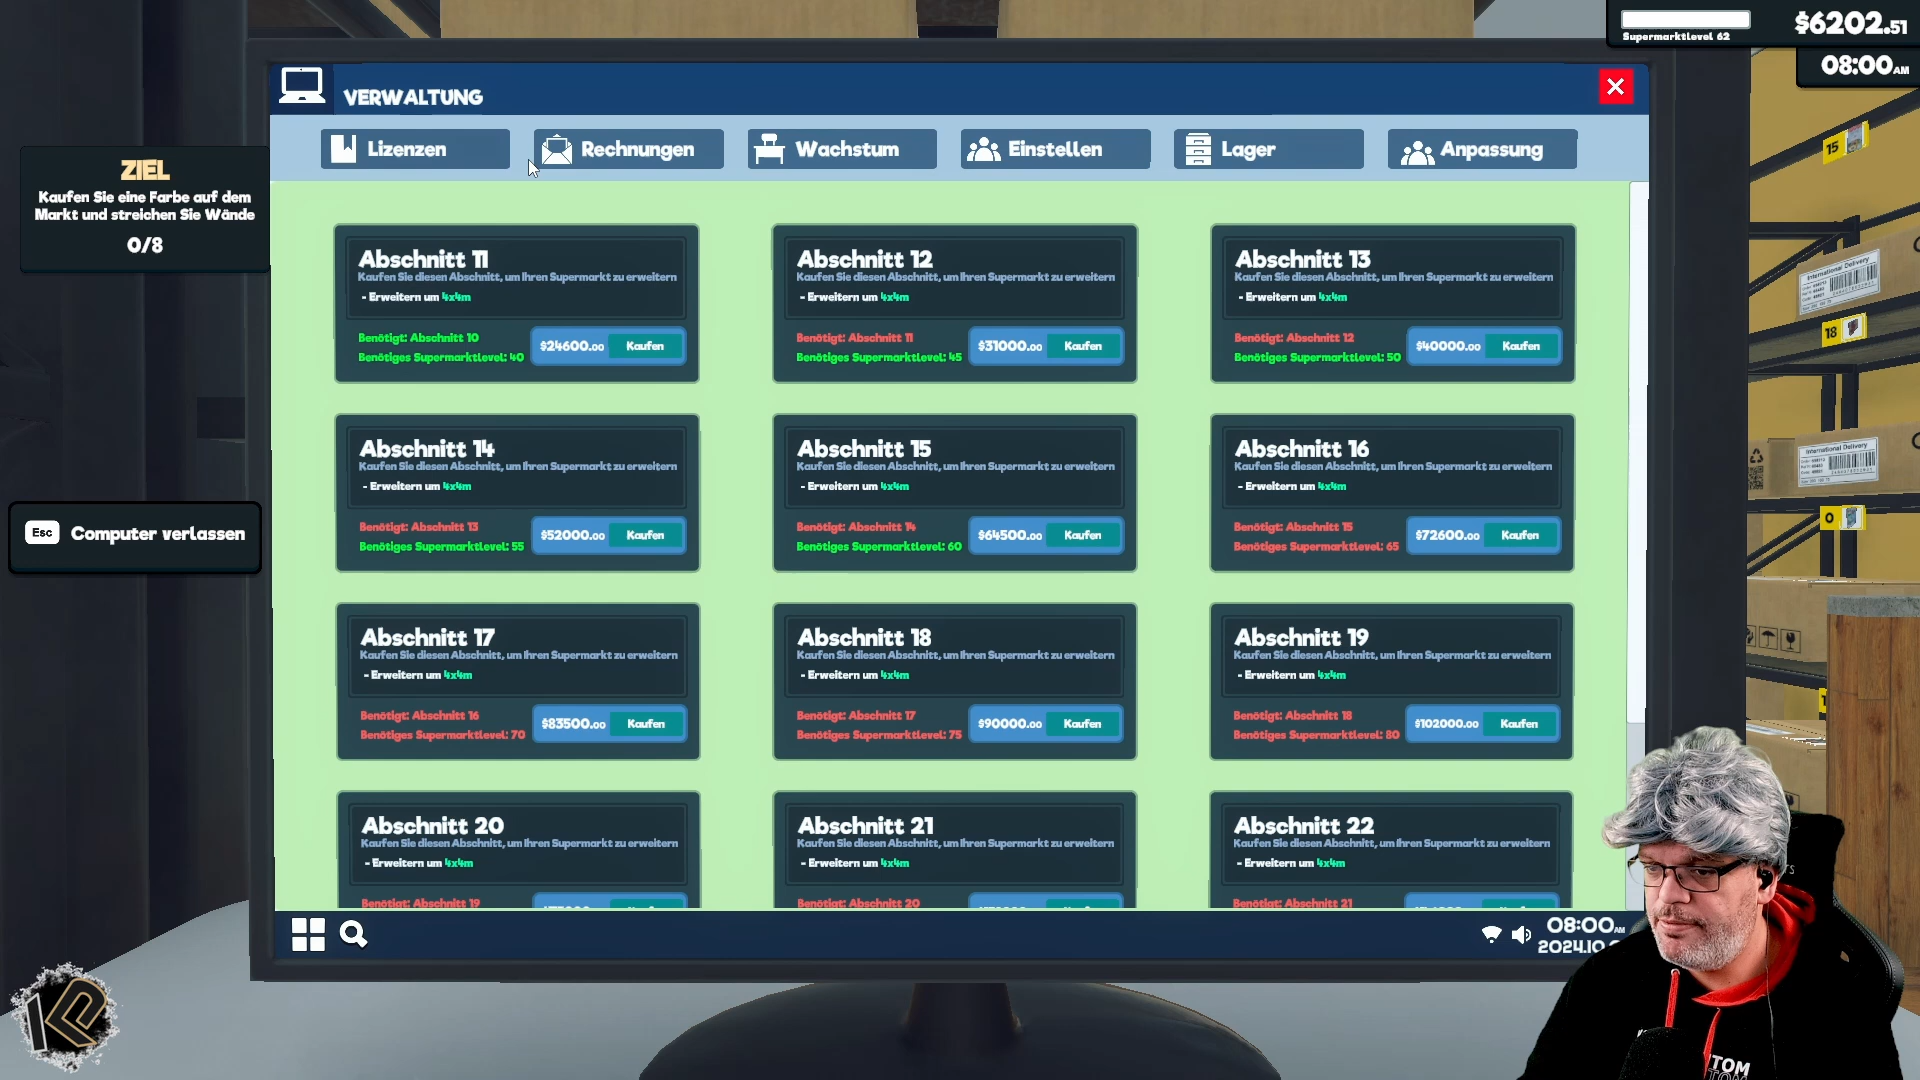 $6202.51
Supermarktlevel 62
08:00AM
VERWALTUNG
Lizenzen
Rechnungen
Wachstum
Einstellen
Lager
Anpassung
ZIEL
Kaufen Sie eine Farbe auf dem
Markt und streichen Sie Wände
0/8
Esc Computer verlassen
Abschnitt 11
Kaufen Sie diesen Abschnitt, um Ihren Supermarkt zu erweitern
- Erweitern um 4x4m
Benötigt: Abschnitt 10
Benötiges Supermarktlevel: 40
$24600.00 Kaufen
Abschnitt 12
Kaufen Sie diesen Abschnitt, um Ihren Supermarkt zu erweitern
- Erweitern um 4x4m
Benötigt: Abschnitt 11
Benötiges Supermarktlevel: 45
$31000.00 Kaufen
Abschnitt 13
Kaufen Sie diesen Abschnitt, um Ihren Supermarkt zu erweitern
- Erweitern um 4x4m
Benötigt: Abschnitt 12
Benötiges Supermarktlevel: 50
$40000.00 Kaufen
Abschnitt 14
Kaufen Sie diesen Abschnitt, um Ihren Supermarkt zu erweitern
- Erweitern um 4x4m
Benötigt: Abschnitt 13
Benötiges Supermarktlevel: 55
$52000.00 Kaufen
Abschnitt 15
Kaufen Sie diesen Abschnitt, um Ihren Supermarkt zu erweitern
- Erweitern um 4x4m
Benötigt: Abschnitt 14
Benötiges Supermarktlevel: 60
$64500.00 Kaufen
Abschnitt 16
Kaufen Sie diesen Abschnitt, um Ihren Supermarkt zu erweitern
- Erweitern um 4x4m
Benötigt: Abschnitt 15
Benötiges Supermarktlevel: 65
$72600.00 Kaufen
Abschnitt 17
Kaufen Sie diesen Abschnitt, um Ihren Supermarkt zu erweitern
- Erweitern um 4x4m
Benötigt: Abschnitt 16
Benötiges Supermarktlevel: 70
$83500.00 Kaufen
Abschnitt 18
Kaufen Sie diesen Abschnitt, um Ihren Supermarkt zu erweitern
- Erweitern um 4x4m
Benötigt: Abschnitt 17
Benötiges Supermarktlevel: 75
$90000.00 Kaufen
Abschnitt 19
Kaufen Sie diesen Abschnitt, um Ihren Supermarkt zu erweitern
- Erweitern um 4x4m
Benötigt: Abschnitt 18
Benötiges Supermarktlevel: 80
$102000.00 Kaufen
Abschnitt 20
Kaufen Sie diesen Abschnitt, um Ihren Supermarkt zu erweitern
- Erweitern um 4x4m
Benötigt: Abschnitt 19
Abschnitt 21
Kaufen Sie diesen Abschnitt, um Ihren Supermarkt zu erweitern
- Erweitern um 4x4m
Benötigt: Abschnitt 20
Abschnitt 22
Kaufen Sie diesen Abschnitt, um Ihren Supermarkt zu erweitern
- Erweitern um 4x4m
Benötigt: Abschnitt 21
08:00AM
2024.10.
15
International Delivery
18
International Delivery
0
TOM